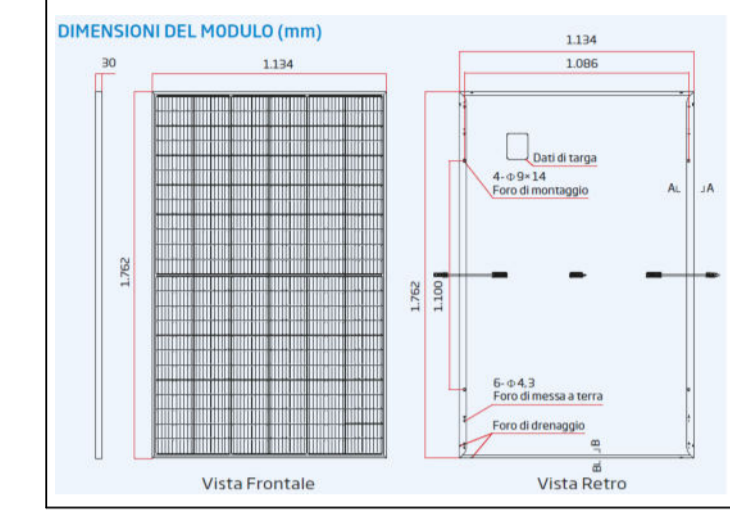 DIMENSIONI DEL MODULO (mm)
30
1.134
1.762
Vista Frontale
1.134
1.086
Dati di targa
4-Φ9×14
Foro di montaggio
A
A
1.762
1.100
6-Φ4,3
Foro di messa a terra
Foro di drenaggio
B
B
Vista Retro